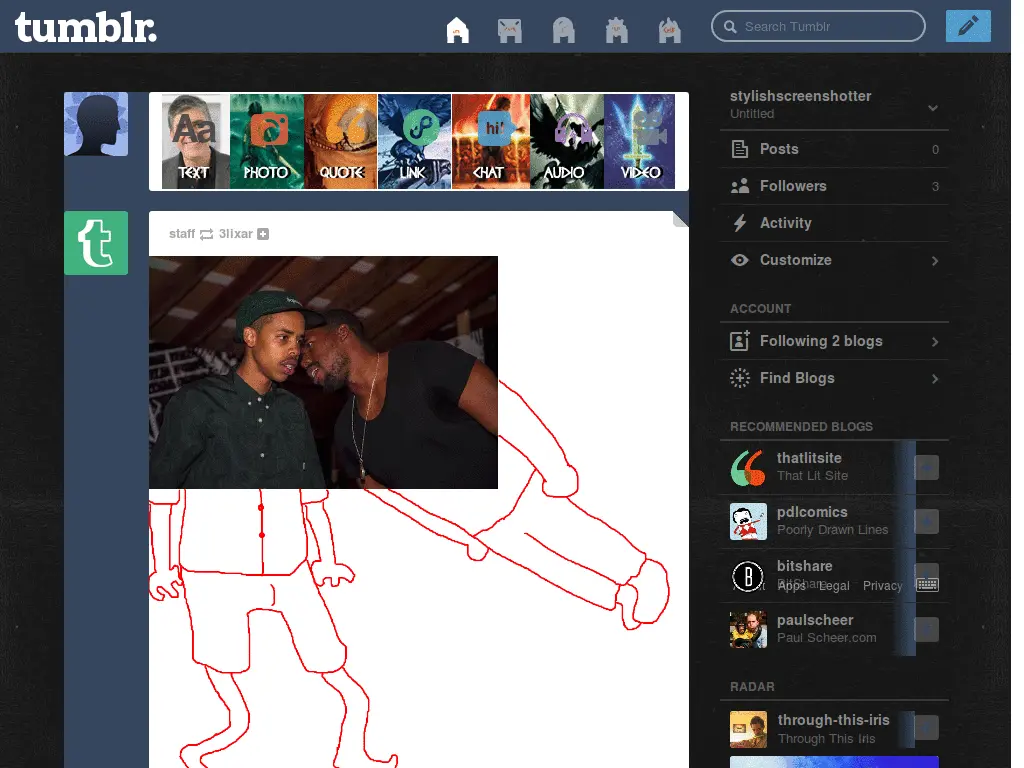 tumblr.
Search Tumblr
Aa
hi!
TEXT PHOTO QUOTE LINK CHAT AUDIO VIDEO
t
staff 3lixar
stylishscreenshotter
Untitled
Posts 0
Followers 3
Activity
Customize
ACCOUNT
Following 2 blogs
Find Blogs
RECOMMENDED BLOGS
thatlitsite
That Lit Site
pdlcomics
Poorly Drawn Lines
B
bitshare
Apps Legal Privacy
paulscheer
Paul Scheer.com
RADAR
through-this-iris
Through This Iris